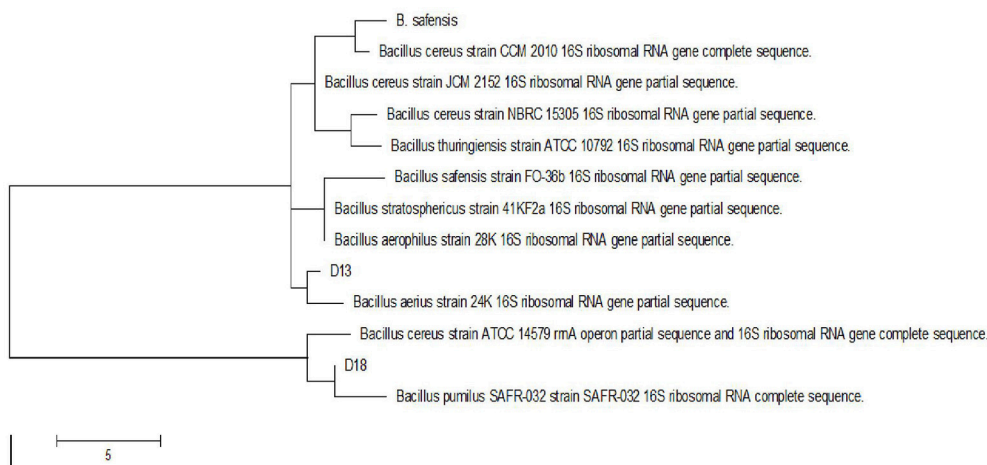 B. safensis
Bacillus cereus strain CCM 2010 16S ribosomal RNA gene complete sequence.
Bacillus cereus strain JCM 2152 16S ribosomal RNA gene partial sequence.
Bacillus cereus strain NBRC 15305 16S ribosomal RNA gene partial sequence.
Bacillus thuringiensis strain ATCC 10792 16S ribosomal RNA gene partial sequence.
Bacillus safensis strain FO-36b 16S ribosomal RNA gene partial sequence.
Bacillus stratosphericus strain 41KF2a 16S ribosomal RNA gene partial sequence.
Bacillus aerophilus strain 28K 16S ribosomal RNA gene partial sequence.
D13
Bacillus aerius strain 24K 16S ribosomal RNA gene partial sequence.
Bacillus cereus strain ATCC 14579 rrnA operon partial sequence and 16S ribosomal RNA gene complete sequence.
D18
Bacillus pumilus SAFR-032 strain SAFR-032 16S ribosomal RNA complete sequence.
5